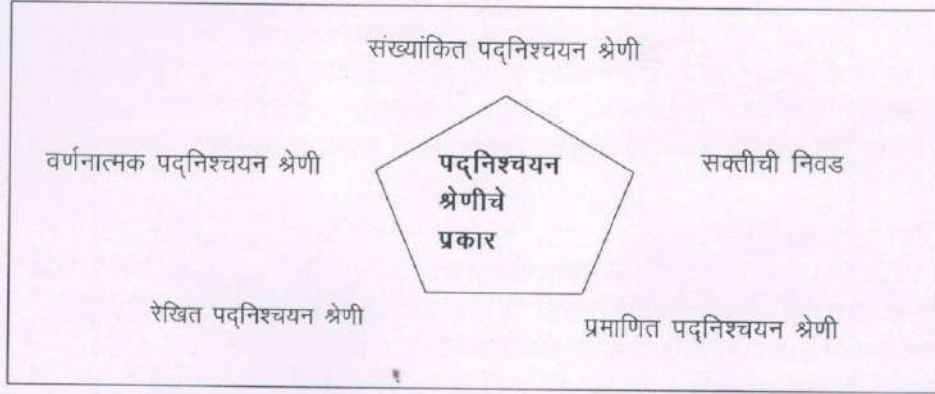 संख्यांकित पद्‌निश्चयन श्रेणी
वर्णनात्मक पद्‌निश्चयन श्रेणी
पद्‌निश्चयन
श्रेणीचे
प्रकार
सक्तीची निवड
रेखित पद्‌निश्चयन श्रेणी
प्रमाणित पद्‌निश्चयन श्रेणी